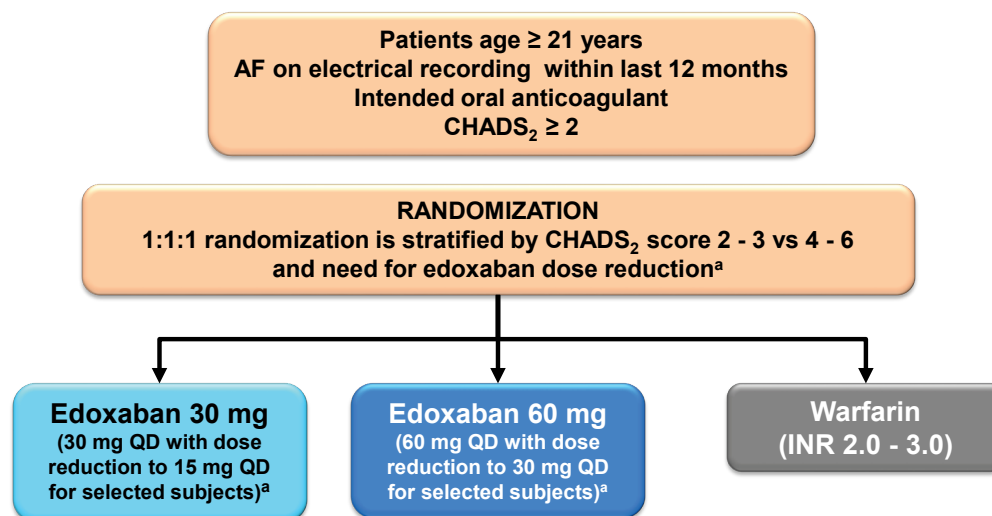 Patients age ≥ 21 years
AF on electrical recording within last 12 months
Intended oral anticoagulant
CHADS₂ ≥ 2
RANDOMIZATION
1:1:1 randomization is stratified by CHADS₂ score 2 - 3 vs 4 - 6
and need for edoxaban dose reductionᵃ
Edoxaban 30 mg
(30 mg QD with dose
reduction to 15 mg QD
for selected subjects)ᵃ
Edoxaban 60 mg
(60 mg QD with dose
reduction to 30 mg QD
for selected subjects)ᵃ
Warfarin
(INR 2.0 - 3.0)